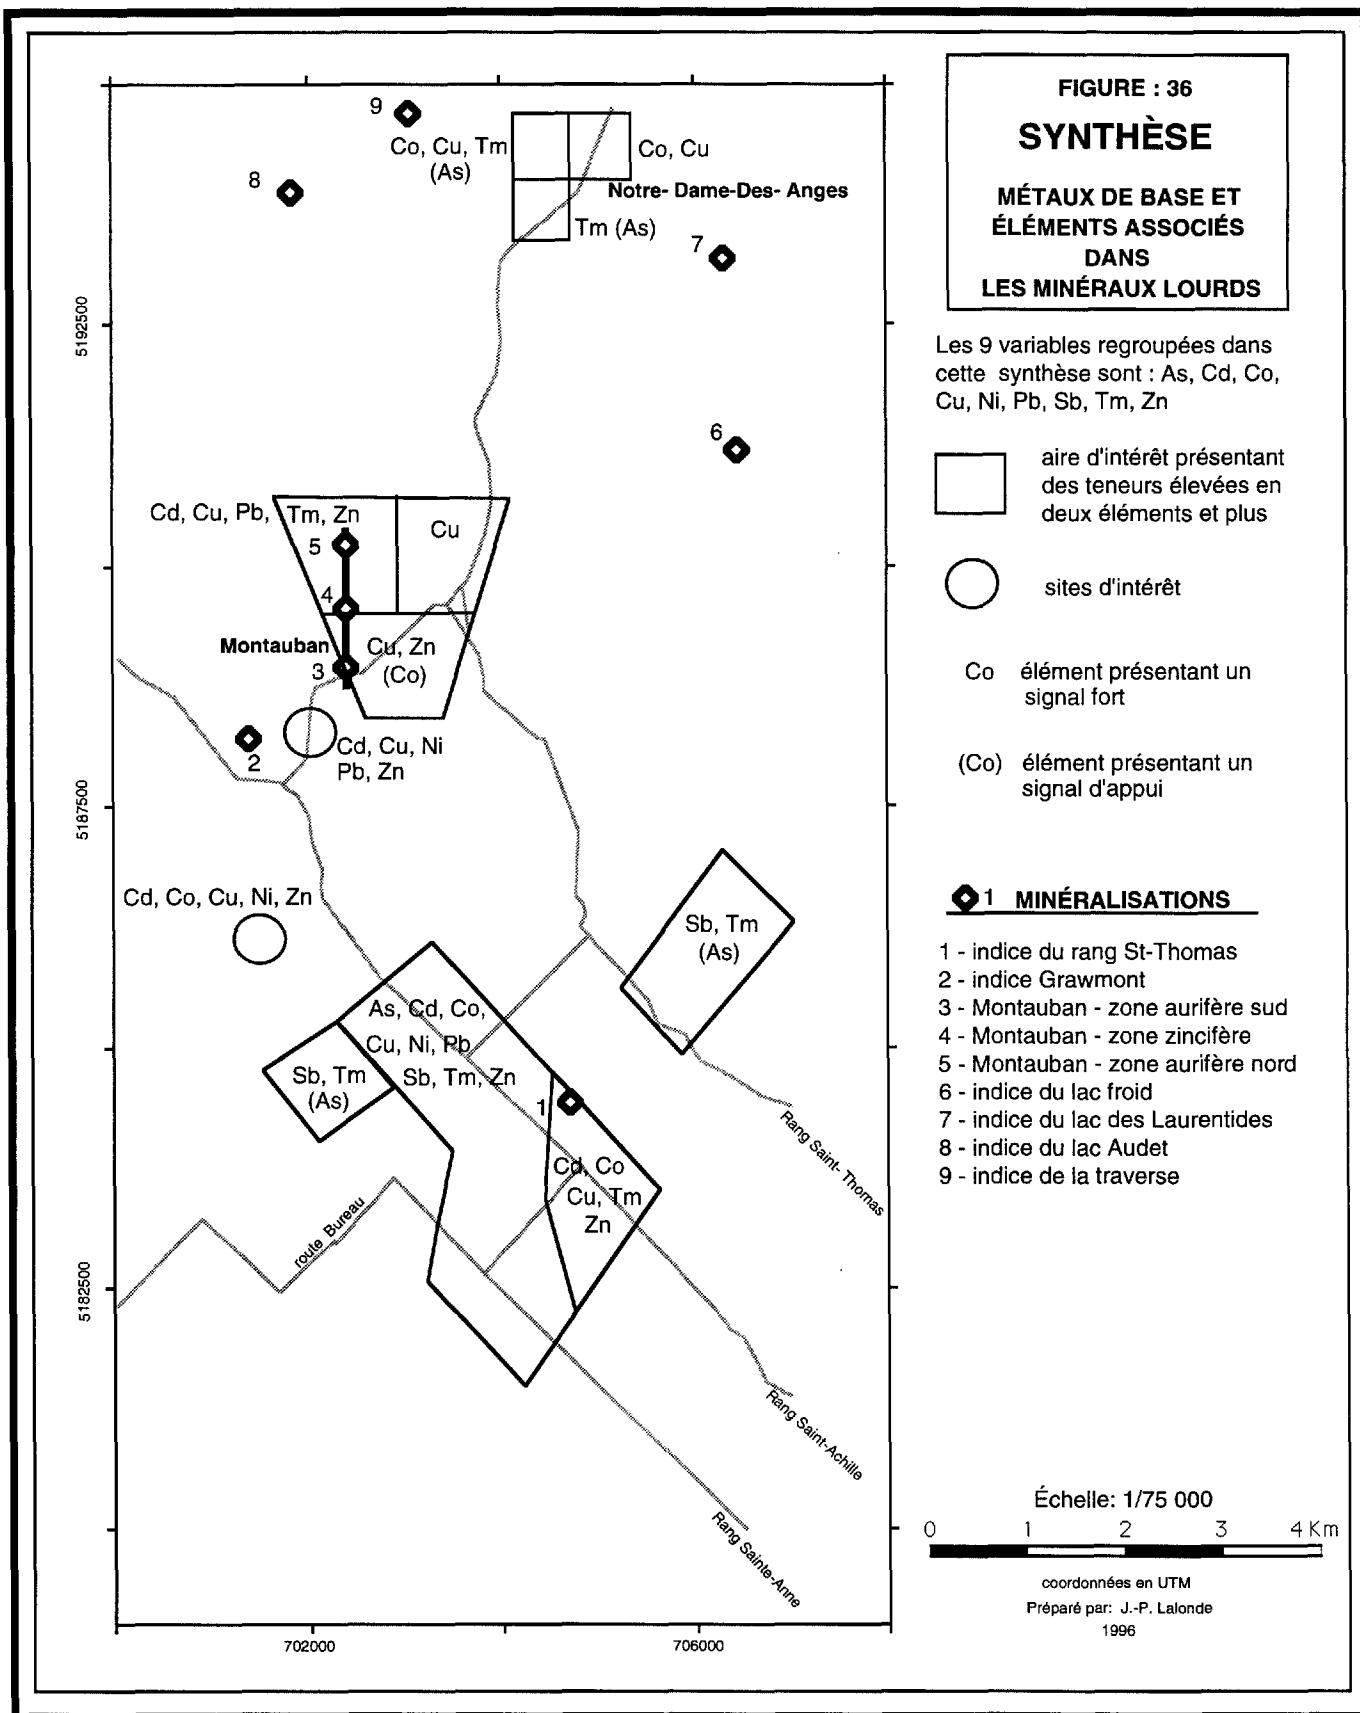 FIGURE : 36
SYNTHÈSE
MÉTAUX DE BASE ET
ÉLÉMENTS ASSOCIÉS
DANS
LES MINÉRAUX LOURDS
Les 9 variables regroupées dans
cette synthèse sont : As, Cd, Co,
Cu, Ni, Pb, Sb, Tm, Zn
aire d'intérêt présentant
des teneurs élevées en
deux éléments et plus
sites d'intérêt
Co élément présentant un
signal fort
(Co) élément présentant un
signal d'appui
1 MINÉRALISATIONS
1 - indice du rang St-Thomas
2 - indice Grawmont
3 - Montauban - zone aurifère sud
4 - Montauban - zone zincifère
5 - Montauban - zone aurifère nord
6 - indice du lac froid
7 - indice du lac des Laurentides
8 - indice du lac Audet
9 - indice de la traverse
Échelle: 1/75 000
0 1 2 3 4 Km
coordonnées en UTM
Préparé par: J.-P. Lalonde
1996
9
Co, Cu, Tm
(As)
Co, Cu
8
Notre- Dame-Des- Anges
Tm (As)
7
5192500
6
Cd, Cu, Pb, Tm, Zn
Cu
5
4
Montauban
Cu, Zn
(Co)
3
2
Cd, Cu, Ni
Pb, Zn
5187500
Cd, Co, Cu, Ni, Zn
Sb, Tm
(As)
As, Cd, Co,
Cu, Ni, Pb
Sb, Tm, Zn
Sb, Tm
(As)
1
Cd, Co
Cu, Tm
Zn
Rang Saint- Thomas
route Bureau
5182500
Rang Saint-Achille
Rang Sainte-Anne
702000
706000